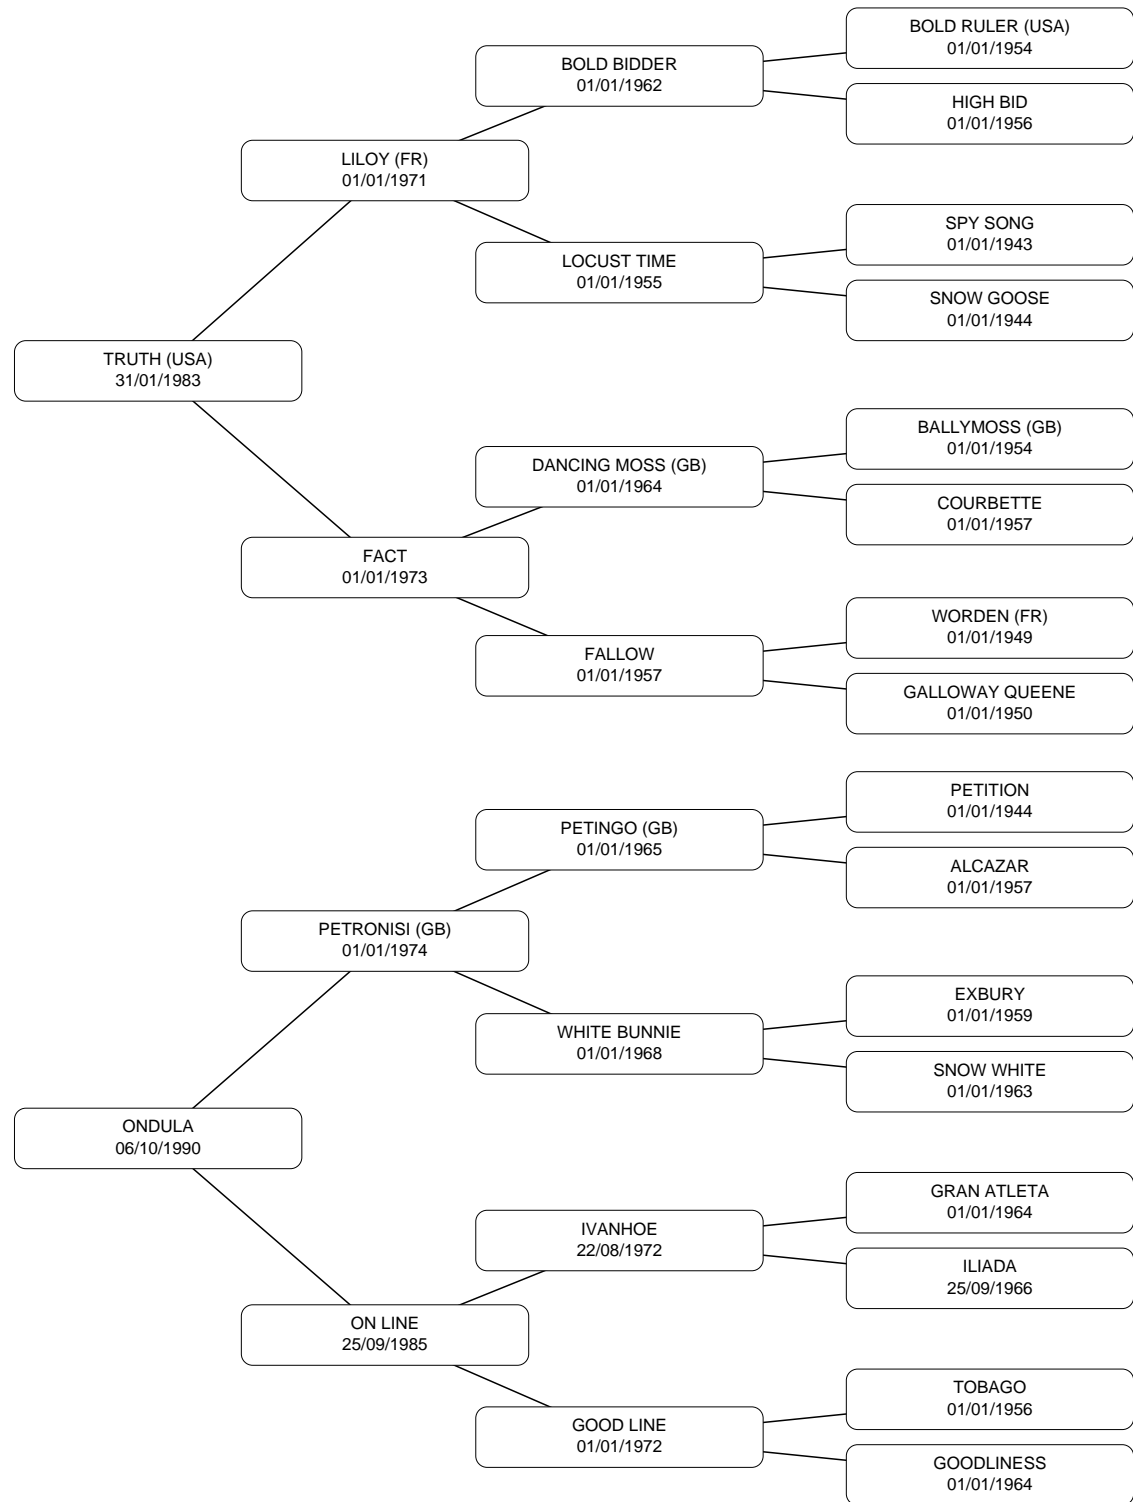 BOLD RULER (USA)
01/01/1954
BOLD BIDDER
01/01/1962
HIGH BID
01/01/1956
LILOY (FR)
01/01/1971
SPY SONG
01/01/1943
LOCUST TIME
01/01/1955
SNOW GOOSE
01/01/1944
TRUTH (USA)
31/01/1983
BALLYMOSS (GB)
01/01/1954
DANCING MOSS (GB)
01/01/1964
COURBETTE
01/01/1957
FACT
01/01/1973
WORDEN (FR)
01/01/1949
FALLOW
01/01/1957
GALLOWAY QUEENE
01/01/1950
PETITION
01/01/1944
PETINGO (GB)
01/01/1965
ALCAZAR
01/01/1957
PETRONISI (GB)
01/01/1974
EXBURY
01/01/1959
WHITE BUNNIE
01/01/1968
SNOW WHITE
01/01/1963
ONDULA
06/10/1990
GRAN ATLETA
01/01/1964
IVANHOE
22/08/1972
ILIADA
25/09/1966
ON LINE
25/09/1985
TOBAGO
01/01/1956
GOOD LINE
01/01/1972
GOODLINESS
01/01/1964